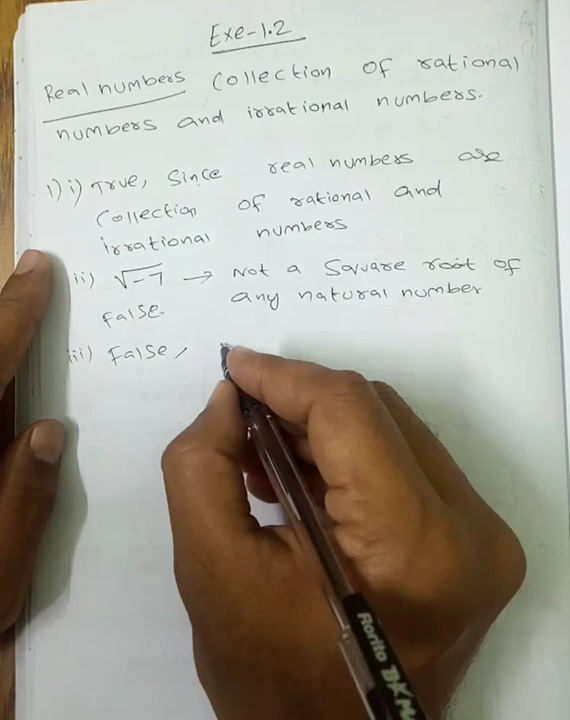 Exe-1.2
Real numbers Collection of rational
numbers and irrational numbers.
1) i) True, Since real numbers are
Collection of rational and
irrational numbers
ii) √-7 → Not a Square root of
False. any natural number
iii) False,
Florito